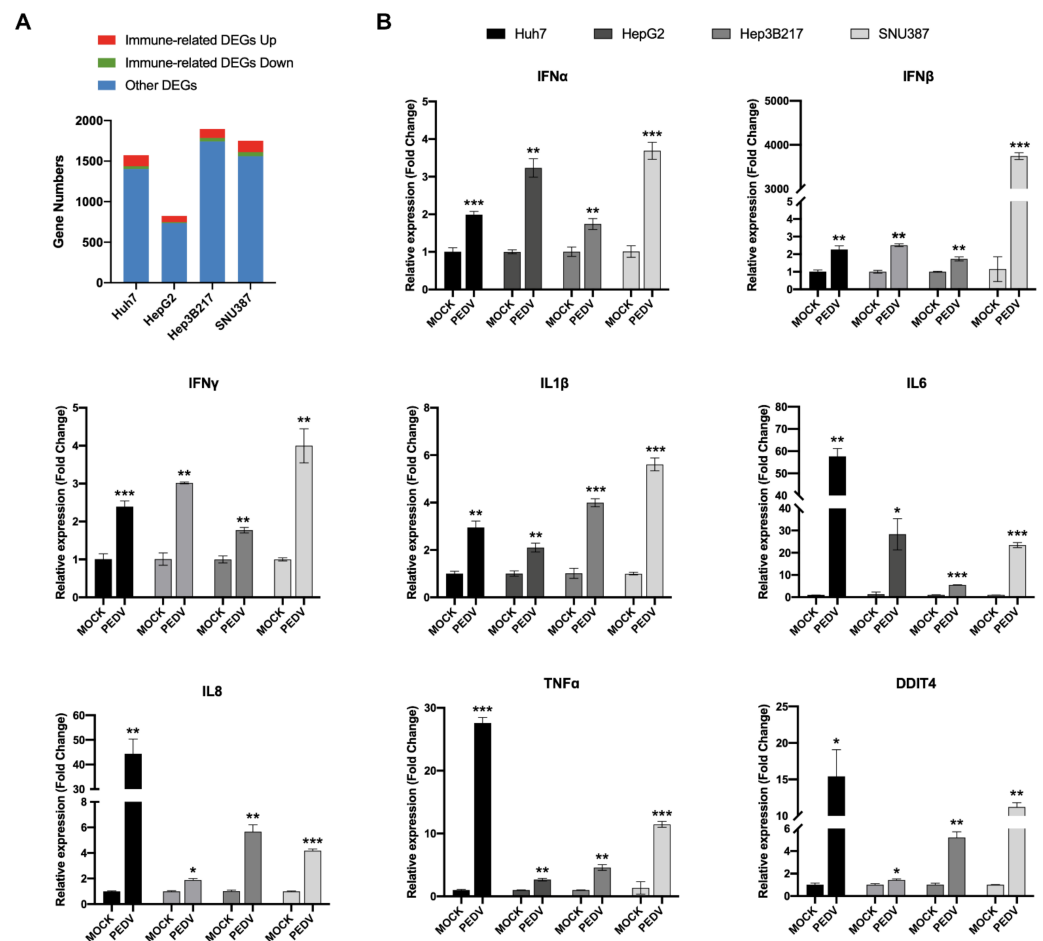 A
Immune-related DEGs Up
Immune-related DEGs Down
Other DEGs
Gene Numbers
2000
1500
1000
500
0
Huh7
HepG2
Hep3B217
SNU387
B
Huh7
HepG2
Hep3B217
SNU387
IFNα
Relative expression (Fold Change)
5
4
3
2
1
0
***
**
**
***
MOCK
PEDV
MOCK
PEDV
MOCK
PEDV
MOCK
PEDV
IFNβ
Relative expression (Fold Change)
5000
4000
3000
5
4
3
2
1
0
**
**
**
***
MOCK
PEDV
MOCK
PEDV
MOCK
PEDV
MOCK
PEDV
IFNγ
Relative expression (Fold Change)
5
4
3
2
1
0
***
**
**
**
MOCK
PEDV
MOCK
PEDV
MOCK
PEDV
MOCK
PEDV
IL1β
Relative expression (Fold Change)
8
6
4
2
0
**
**
***
***
MOCK
PEDV
MOCK
PEDV
MOCK
PEDV
MOCK
PEDV
IL6
Relative expression (Fold Change)
80
70
60
50
40
40
30
20
10
0
**
*
***
***
MOCK
PEDV
MOCK
PEDV
MOCK
PEDV
MOCK
PEDV
IL8
Relative expression (Fold Change)
60
50
40
30
8
6
4
2
0
**
*
**
***
MOCK
PEDV
MOCK
PEDV
MOCK
PEDV
MOCK
PEDV
TNFα
Relative expression (Fold Change)
30
20
10
0
***
**
**
***
MOCK
PEDV
MOCK
PEDV
MOCK
PEDV
MOCK
PEDV
DDIT4
Relative expression (Fold Change)
25
20
15
10
6
4
2
0
*
*
**
**
MOCK
PEDV
MOCK
PEDV
MOCK
PEDV
MOCK
PEDV